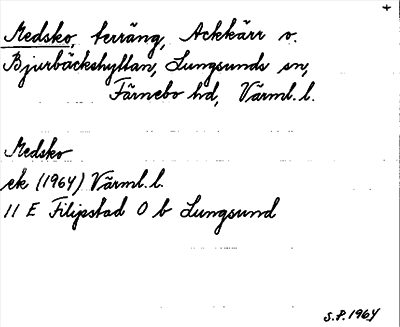 +
Medsko, terräng, Ackkärr o.
Bjurbäckshyttan, Lungsunds sn,
Färnebo hd, Värml. l.
Medsko
ek (1964) Värml. l.
11 E Filipstad 0 b Lungsund
S.P. 1964